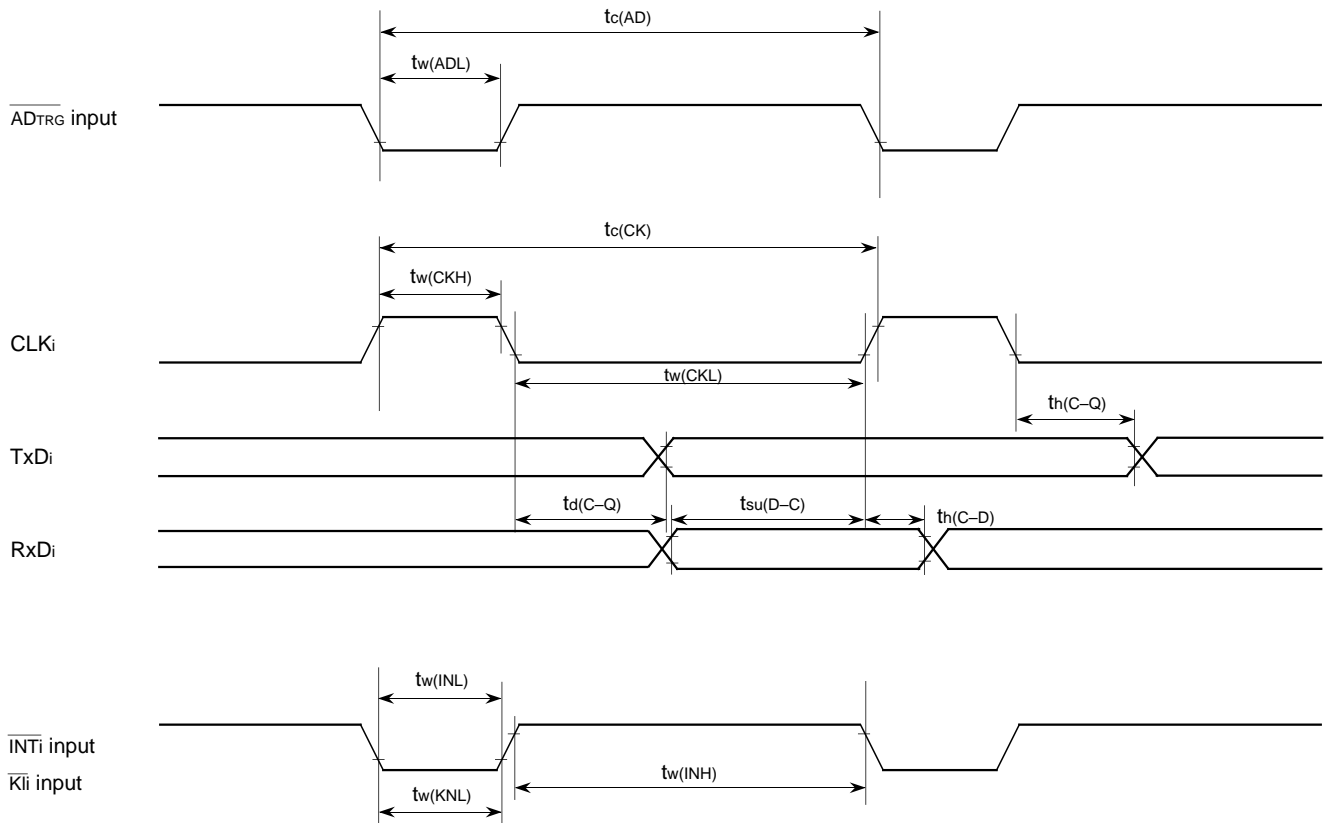 tc(AD)
tw(ADL)
ADTRG input
tc(CK)
tw(CKH)
CLKi
tw(CKL)
th(C–Q)
TxDi
td(C–Q)
tsu(D–C)
th(C–D)
RxDi
tw(INL)
INTi input
tw(INH)
KIi input
tw(KNL)